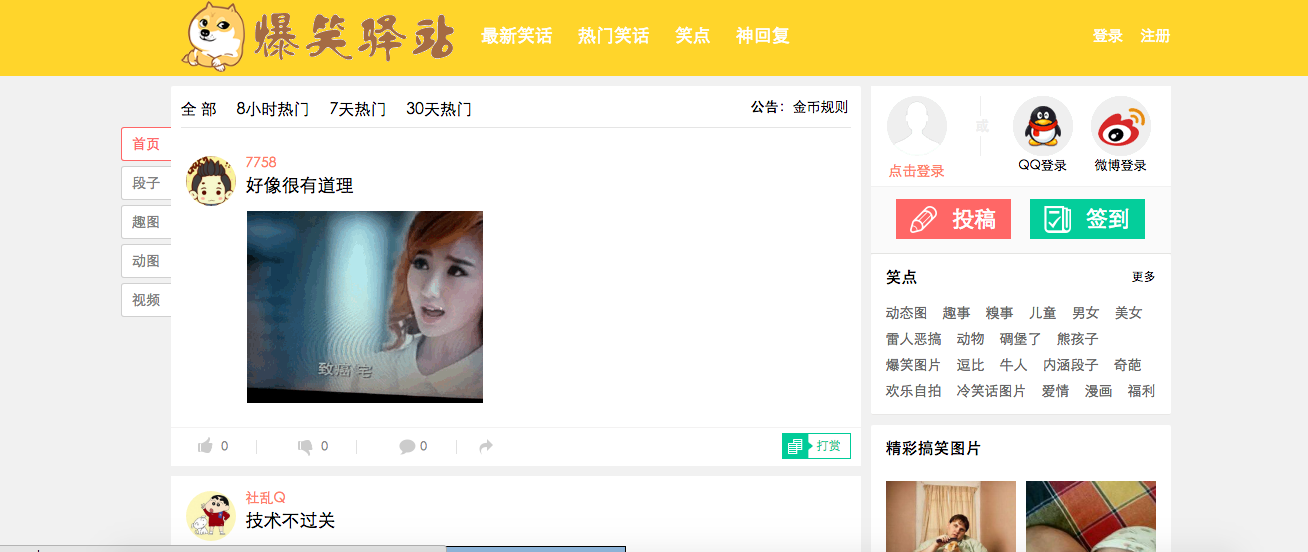 爆笑驿站
最新笑话 热门笑话 笑点 神回复
登录 注册
全 部 8小时热门 7天热门 30天热门
公告：金币规则
首页
段子
趣图
动图
视频
7758
好像很有道理
致癌 宅
0 0 0
打赏
社乱Q
技术不过关
或
点击登录 QQ登录 微博登录
投稿 签到
笑点 更多
动态图 趣事 糗事 儿童 男女 美女
雷人恶搞 动物 碉堡了 熊孩子
爆笑图片 逗比 牛人 内涵段子 奇葩
欢乐自拍 冷笑话图片 爱情 漫画 福利
精彩搞笑图片